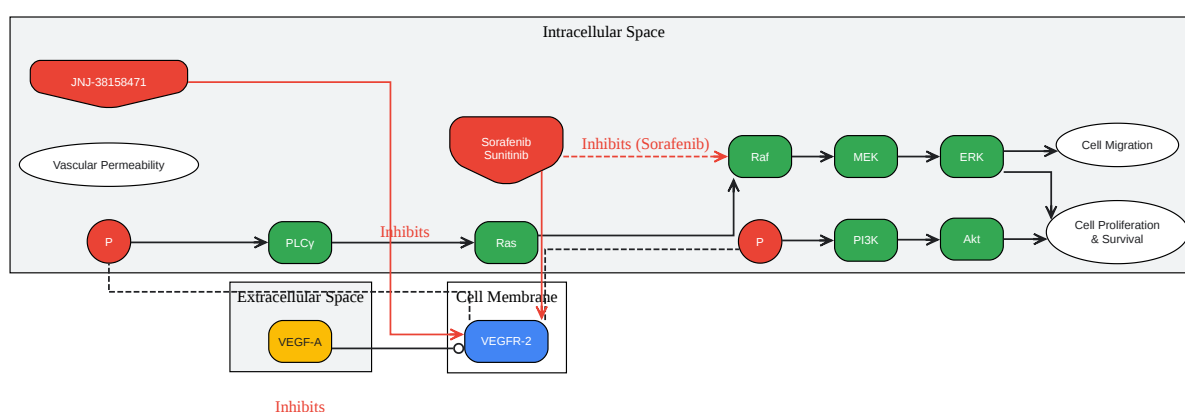 Intracellular Space
JNJ-38158471
Sorafenib
Sunitinib
Inhibits (Sorafenib)
Raf
MEK
ERK
Cell Migration
Vascular Permeability
P
PLCγ
Inhibits
Ras
P
PI3K
Akt
Cell Proliferation
& Survival
Extracellular Space
Cell Membrane
VEGF-A
VEGFR-2
Inhibits